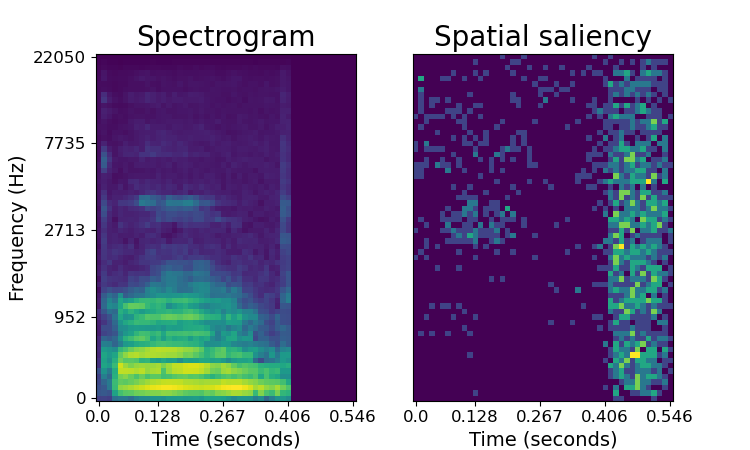 Spectrogram
Spatial saliency
22050
7735
2713
952
0
Frequency (Hz)
0.0 0.128 0.267 0.406 0.546
0.0 0.128 0.267 0.406 0.546
Time (seconds)
Time (seconds)